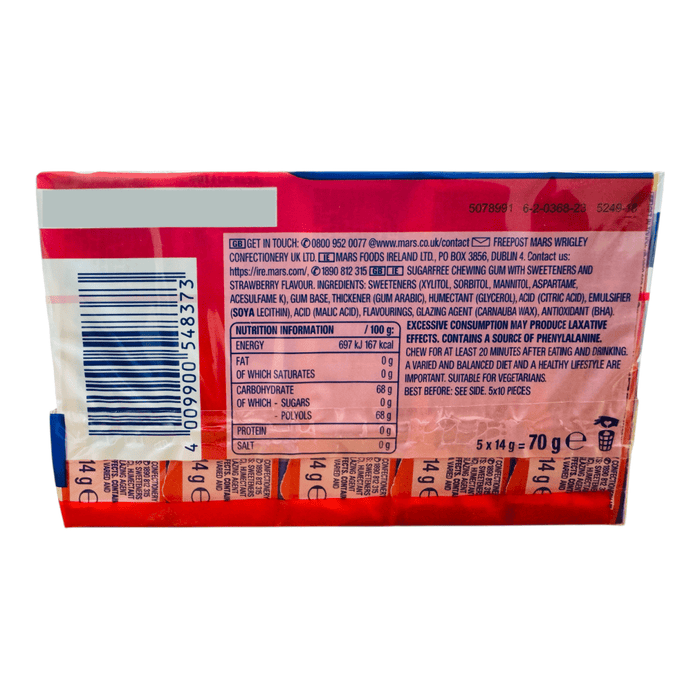 5078991 6-2-0368-23 5249-18
GB GET IN TOUCH: ✆ 0800 952 0077 @www.mars.co.uk/contact ✉ FREEPOST MARS WRIGLEY
CONFECTIONERY UK LTD. IE MARS FOODS IRELAND LTD., PO BOX 3856, DUBLIN 4. Contact us:
https://ire.mars.com/, ✆ 1890 812 315 GB IE SUGARFREE CHEWING GUM WITH SWEETENERS AND
STRAWBERRY FLAVOUR. INGREDIENTS: SWEETENERS (XYLITOL, SORBITOL, MANNITOL, ASPARTAME,
ACESULFAME K), GUM BASE, THICKENER (GUM ARABIC), HUMECTANT (GLYCEROL), ACID (CITRIC ACID), EMULSIFIER
(SOYA LECITHIN), ACID (MALIC ACID), FLAVOURINGS, GLAZING AGENT (CARNAUBA WAX), ANTIOXIDANT (BHA).
NUTRITION INFORMATION / 100 g:
ENERGY 697 kJ 167 kcal
FAT 0 g
OF WHICH SATURATES 0 g
CARBOHYDRATE 68 g
OF WHICH - SUGARS 0 g
- POLYOLS 68 g
PROTEIN 0 g
SALT 0 g
EXCESSIVE CONSUMPTION MAY PRODUCE LAXATIVE
EFFECTS. CONTAINS A SOURCE OF PHENYLALANINE.
CHEW FOR AT LEAST 20 MINUTES AFTER EATING AND DRINKING.
A VARIED AND BALANCED DIET AND A HEALTHY LIFESTYLE ARE
IMPORTANT. SUITABLE FOR VEGETARIANS.
BEST BEFORE: SEE SIDE. 5x10 PIECES
5 x 14 g = 70 g e
4 009900 548373
14 g e
14 g e
14 g e
14 g e
14 g e